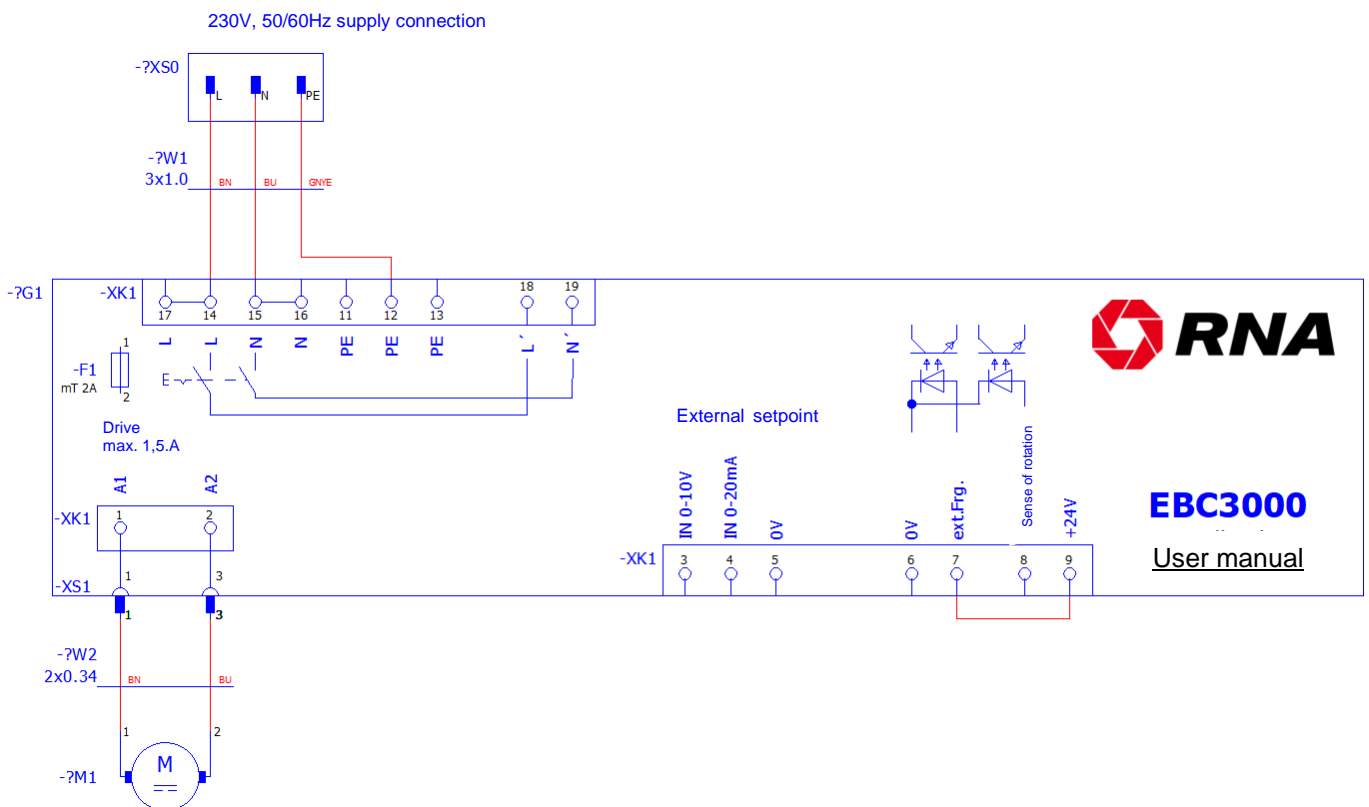 230V, 50/60Hz supply connection
-?XS0
L
N
PE
-?W1
3x1.0
BN
BU
GNYE
-?G1
-XK1
17
14
15
16
11
12
13
18
19
L
L
N
N
PE
PE
PE
L´
N´
-F1
mT 2A
1
2
E
Drive
max. 1,5.A
A1
A2
-XK1
1
2
-XS1
1
3
1
3
-?W2
2x0.34
BN
BU
1
2
-?M1
M
External setpoint
IN 0-10V
IN 0-20mA
0V
0V
ext.Frg.
Sense of rotation
+24V
-XK1
3
4
5
6
7
8
9
RNA
EBC3000
User manual